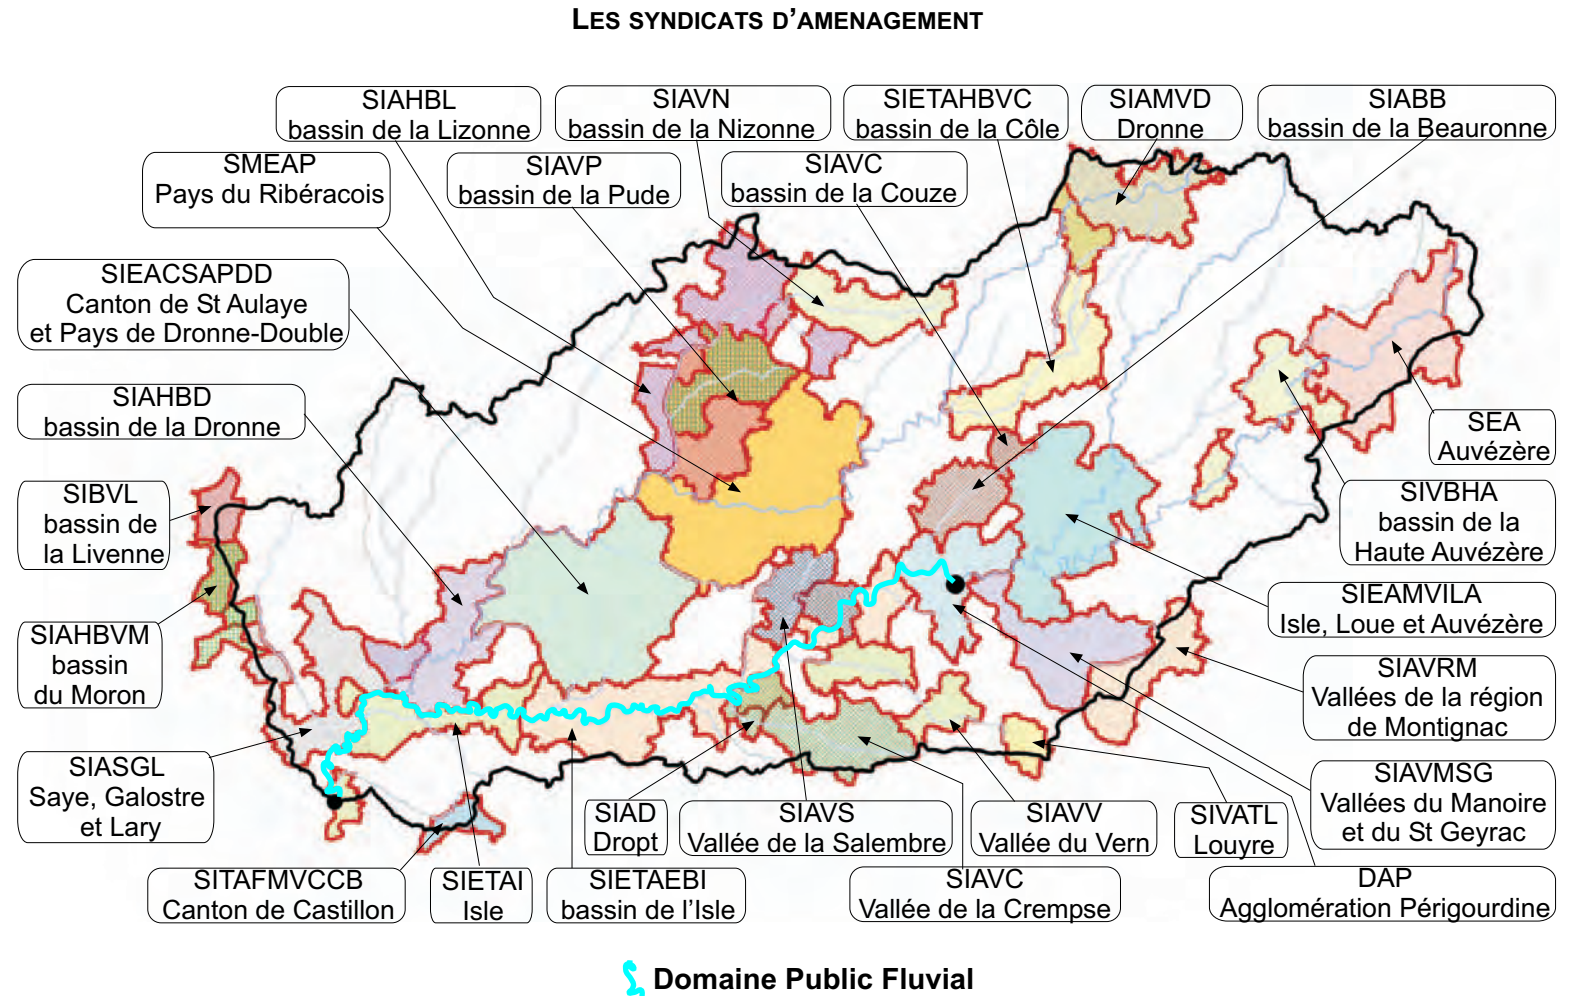 LES SYNDICATS D'AMENAGEMENT
SIAHBL
bassin de la Lizonne
SIAVN
bassin de la Nizonne
SIETAHBVC
bassin de la Côle
SIAMVD
Dronne
SIABB
bassin de la Beauronne
SMEAP
Pays du Ribéracois
SIAVP
bassin de la Pude
SIAVC
bassin de la Couze
SIEACSAPDD
Canton de St Aulaye
et Pays de Dronne-Double
SIAHBD
bassin de la Dronne
SEA
Auvézère
SIBVL
bassin de
la Livenne
SIVBHA
bassin de la
Haute Auvézère
SIEAMVILA
Isle, Loue et Auvézère
SIAHBVM
bassin
du Moron
SIAVRM
Vallées de la région
de Montignac
SIASGL
Saye, Galostre
et Lary
SIAVMSG
Vallées du Manoire
et du St Geyrac
SIAD
Dropt
SIAVS
Vallée de la Salembre
SIAVV
Vallée du Vern
SIVATL
Louyre
SITAFMVCCB
Canton de Castillon
SIETAI
Isle
SIETAEBI
bassin de l'Isle
SIAVC
Vallée de la Crempse
DAP
Agglomération Périgourdine
Domaine Public Fluvial